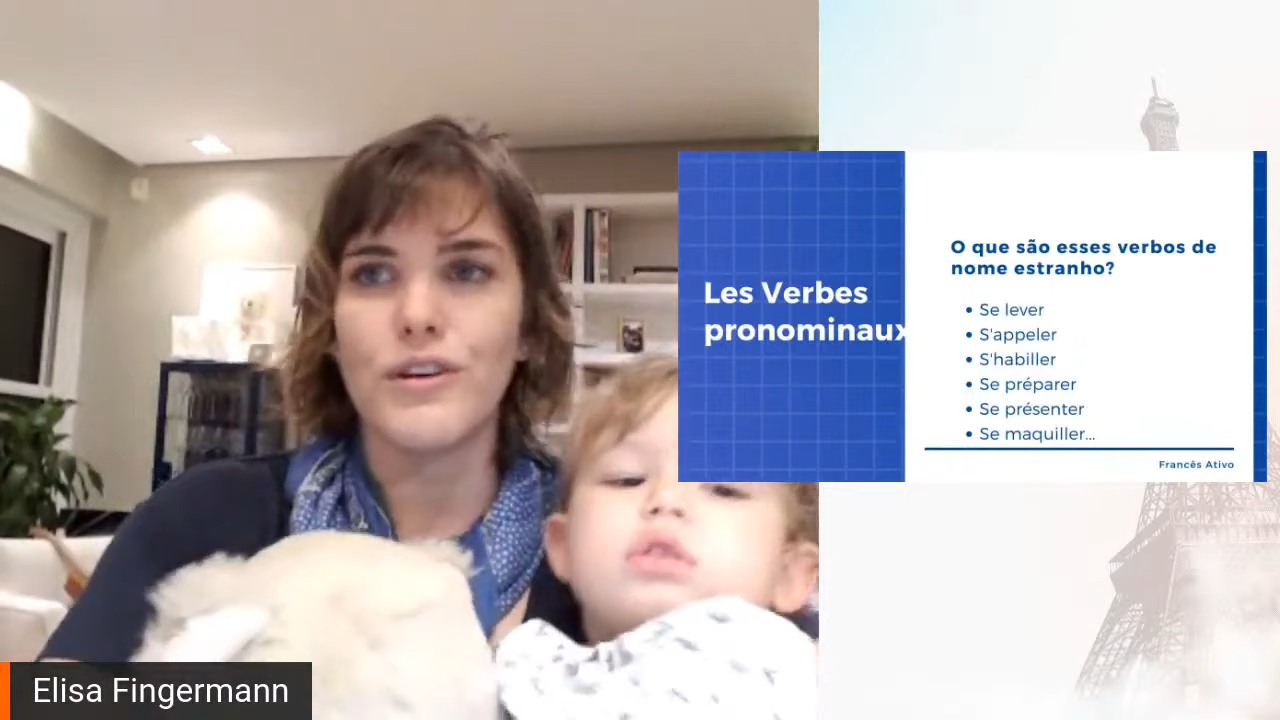 Les Verbes
pronominaux
O que são esses verbos de
nome estranho?
Se lever
S'appeler
S'habiller
Se préparer
Se présenter
Se maquiller...
Francês Ativo
Elisa Fingermann